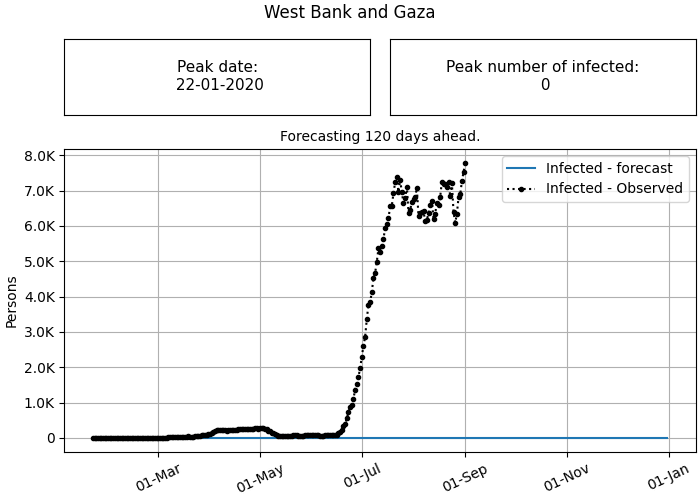 West Bank and Gaza
Peak date:
22-01-2020
Peak number of infected:
0
Forecasting 120 days ahead.
8.0K
7.0K
6.0K
5.0K
4.0K
3.0K
2.0K
1.0K
0
Persons
Infected - forecast
Infected - Observed
01-Mar
01-May
01-Jul
01-Sep
01-Nov
01-Jan